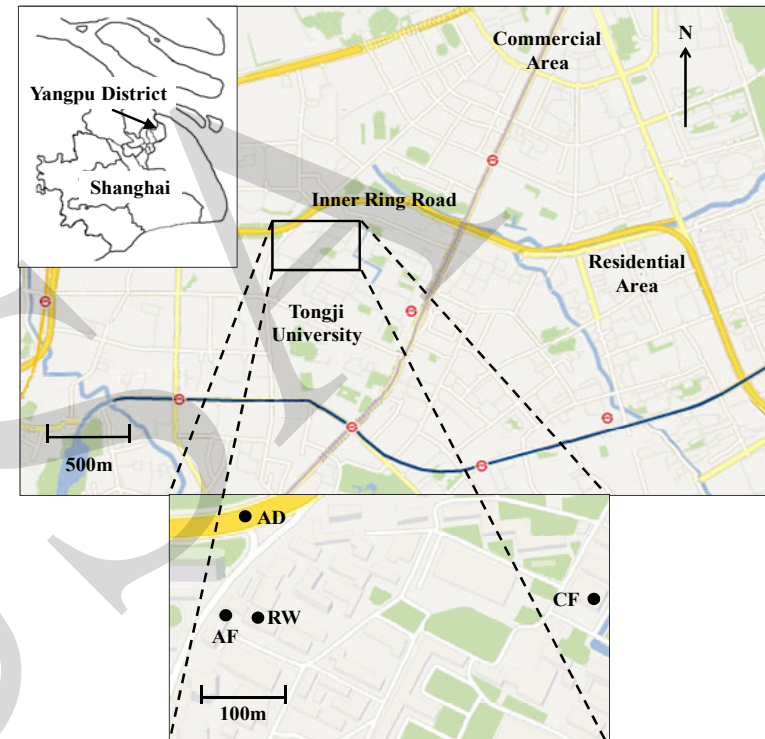 Commercial
Area
N
Yangpu District
Shanghai
Inner Ring Road
Residential
Area
Tongji
University
500m
AD
CF
RW
AF
100m